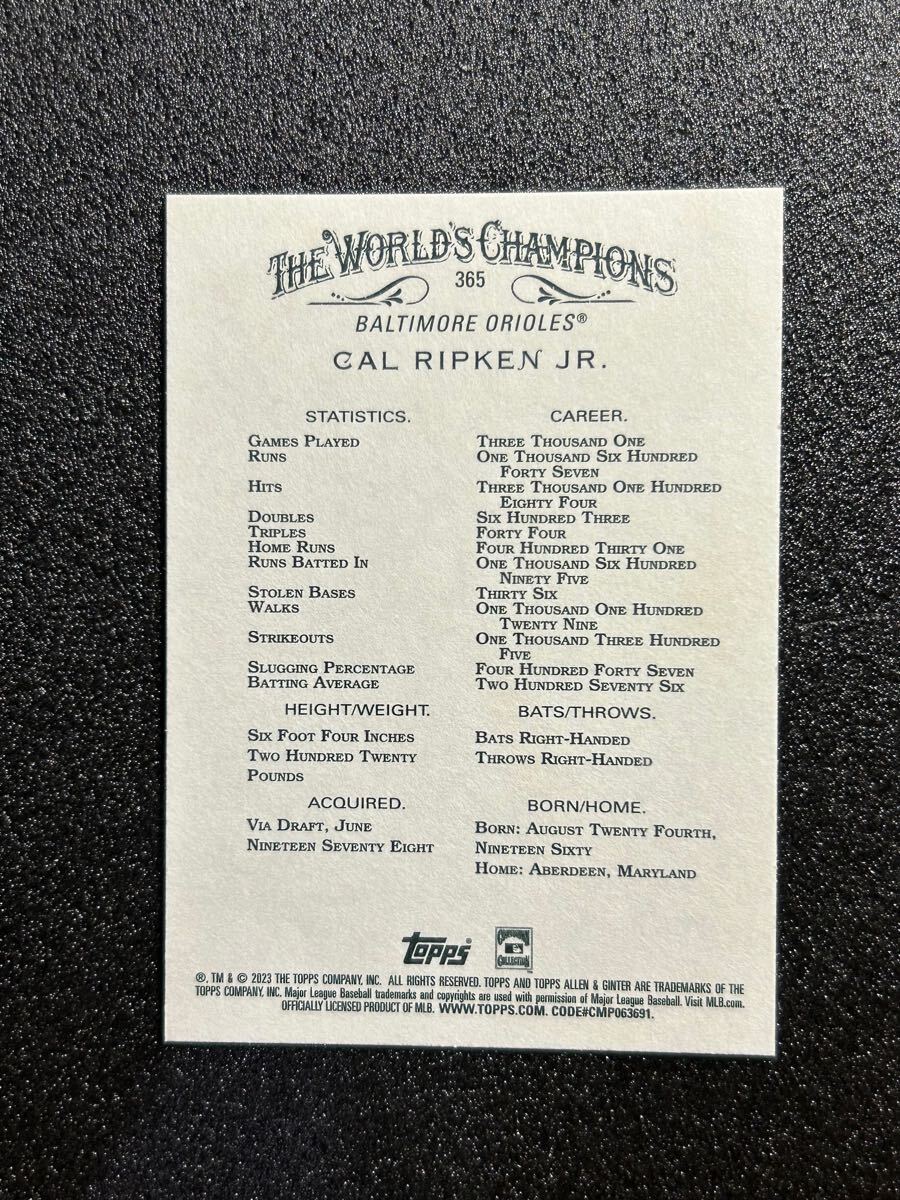 THE WORLD'S CHAMPIONS
365
BALTIMORE ORIOLES®
CAL RIPKEN JR.
STATISTICS. CAREER.
GAMES PLAYED THREE THOUSAND ONE
RUNS ONE THOUSAND SIX HUNDRED
FORTY SEVEN
HITS THREE THOUSAND ONE HUNDRED
EIGHTY FOUR
DOUBLES SIX HUNDRED THREE
TRIPLES FORTY FOUR
HOME RUNS FOUR HUNDRED THIRTY ONE
RUNS BATTED IN ONE THOUSAND SIX HUNDRED
NINETY FIVE
STOLEN BASES THIRTY SIX
WALKS ONE THOUSAND ONE HUNDRED
TWENTY NINE
STRIKEOUTS ONE THOUSAND THREE HUNDRED
FIVE
SLUGGING PERCENTAGE FOUR HUNDRED FORTY SEVEN
BATTING AVERAGE TWO HUNDRED SEVENTY SIX
HEIGHT/WEIGHT. BATS/THROWS.
SIX FOOT FOUR INCHES BATS RIGHT-HANDED
TWO HUNDRED TWENTY THROWS RIGHT-HANDED
POUNDS
ACQUIRED. BORN/HOME.
VIA DRAFT, JUNE BORN: AUGUST TWENTY FOURTH,
NINETEEN SEVENTY EIGHT NINETEEN SIXTY
HOME: ABERDEEN, MARYLAND
topps® COOPERSTOWN COLLECTION
®, TM & © 2023 THE TOPPS COMPANY, INC. ALL RIGHTS RESERVED. TOPPS AND TOPPS ALLEN & GINTER ARE TRADEMARKS OF THE
TOPPS COMPANY, INC. Major League Baseball trademarks and copyrights are used with permission of Major League Baseball. Visit MLB.com.
OFFICIALLY LICENSED PRODUCT OF MLB. WWW.TOPPS.COM. CODE#CMP063691.